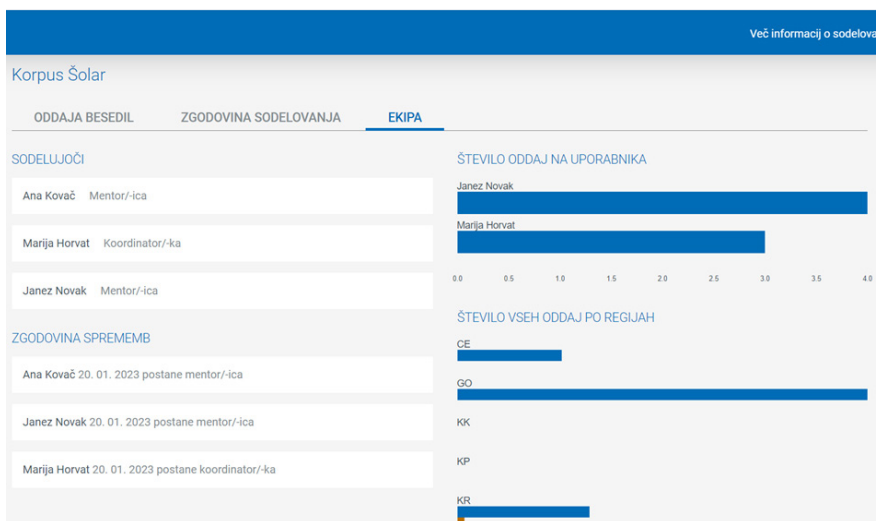 Več informacij o sodelova
Korpus Šolar
ODDAJA BESEDIL ZGODOVINA SODELOVANJA EKIPA
SODELUJOČI
Ana Kovač Mentor/-ica
Marija Horvat Koordinator/-ka
Janez Novak Mentor/-ica
ZGODOVINA SPREMEMB
Ana Kovač 20. 01. 2023 postane mentor/-ica
Janez Novak 20. 01. 2023 postane mentor/-ica
Marija Horvat 20. 01. 2023 postane koordinator/-ka
ŠTEVILO ODDAJ NA UPORABNIKA
Janez Novak
Marija Horvat
0.0 0.5 1.0 1.5 2.0 2.5 3.0 3.5 4.0
ŠTEVILO VSEH ODDAJ PO REGIJAH
CE
GO
KK
KP
KR